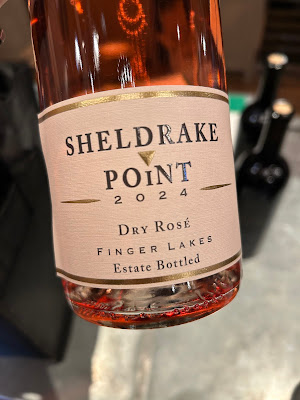 SHELDRAKE
POiNT
2024
DRY ROSÉ
FINGER LAKES
Estate Bottled